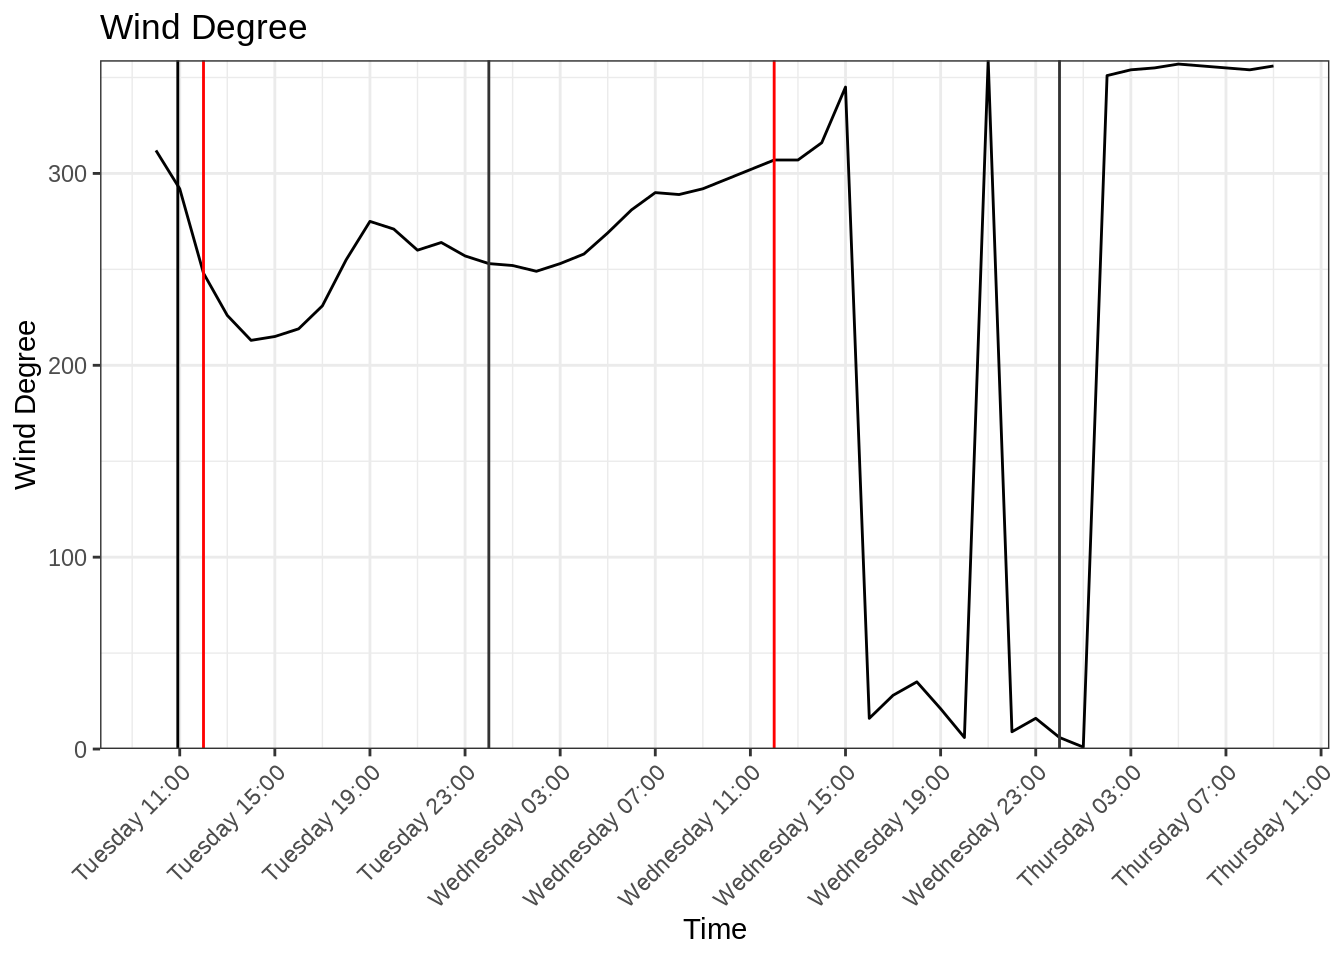 Wind Degree
Wind Degree
300
200
100
0
Tuesday 11:00
Tuesday 15:00
Tuesday 19:00
Tuesday 23:00
Wednesday 03:00
Wednesday 07:00
Wednesday 11:00
Wednesday 15:00
Wednesday 19:00
Wednesday 23:00
Thursday 03:00
Thursday 07:00
Thursday 11:00
Time